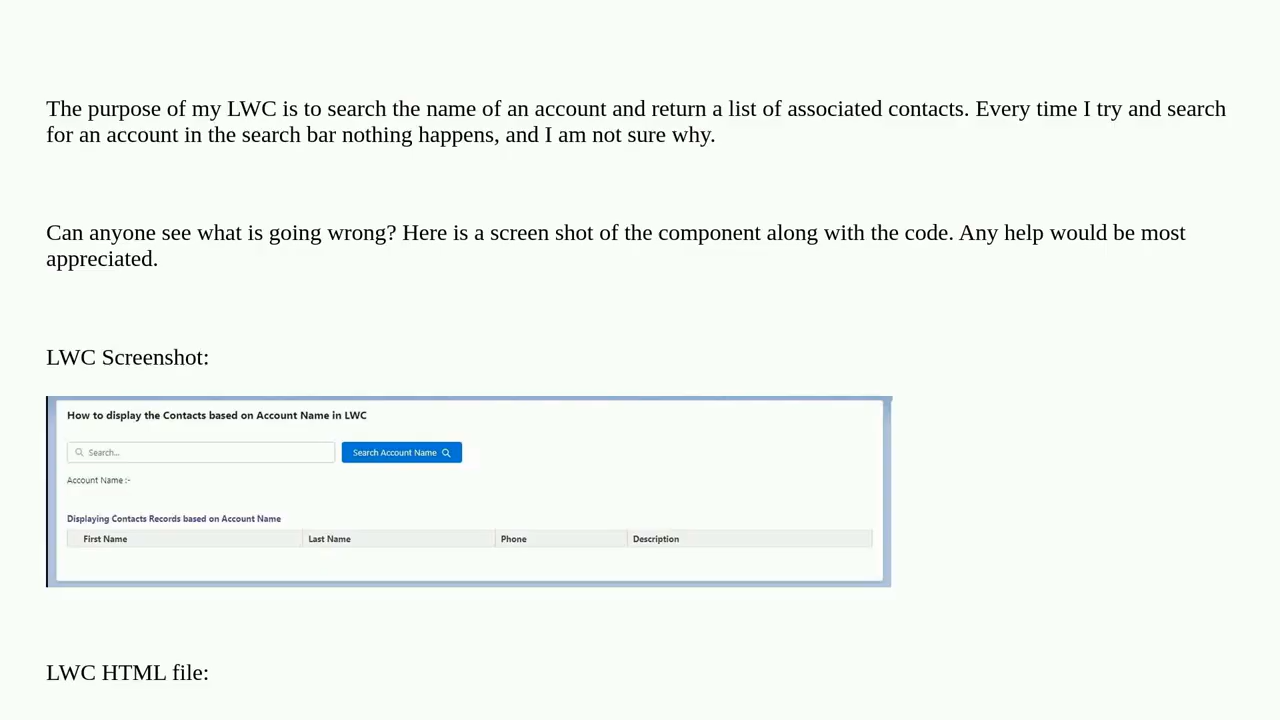 The purpose of my LWC is to search the name of an account and return a list of associated contacts. Every time I try and search
for an account in the search bar nothing happens, and I am not sure why.
Can anyone see what is going wrong? Here is a screen shot of the component along with the code. Any help would be most
appreciated.
LWC Screenshot:
How to display the Contacts based on Account Name in LWC
Search... Search Account Name
Account Name :-
Displaying Contacts Records based on Account Name
First Name Last Name Phone Description
LWC HTML file: